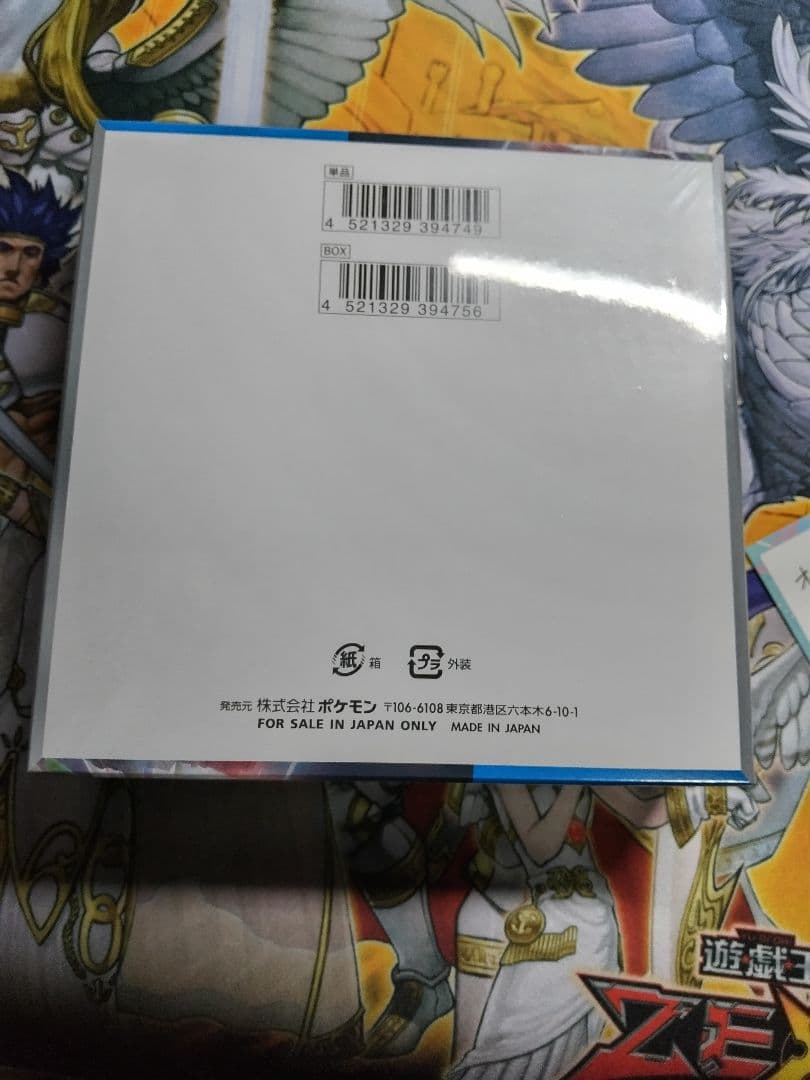 単品
4 521329 394749
BOX
4 521329 394756
紙 箱 プラ 外装
発売元 株式会社 ポケモン 〒106-6108 東京都港区六本木6-10-1
FOR SALE IN JAPAN ONLY MADE IN JAPAN
遊戯王